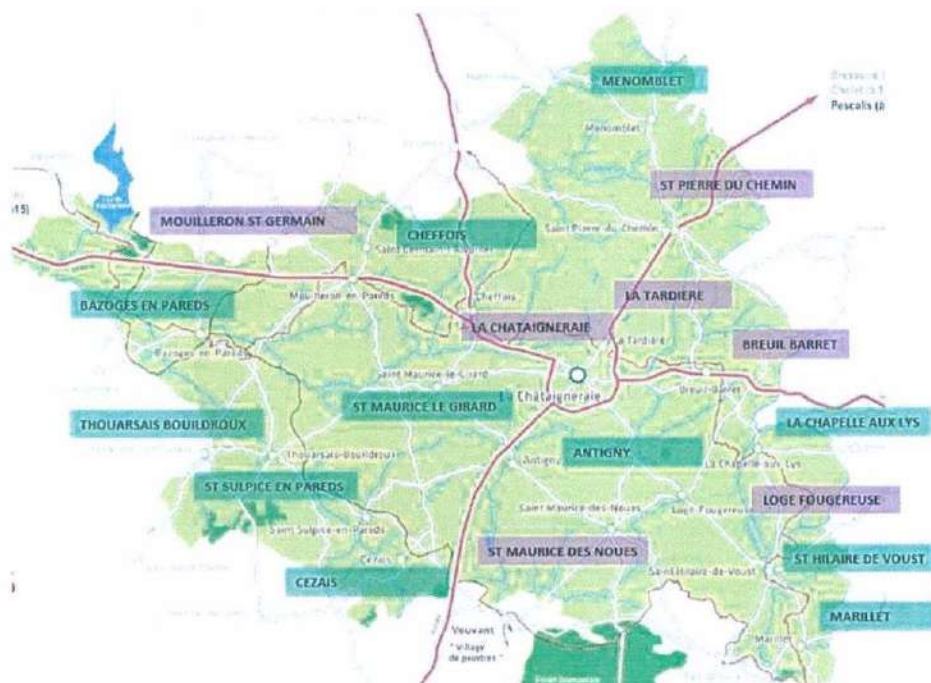 MENOMBLET
Menomblet
Pescalis (à
ST PIERRE DU CHEMIN
Saint-Pierre-du-Chemin
MOUILLERON ST GERMAIN
CHEFFOIS
Mouilleron-en-Pareds
Cheffois
LA TARDIERE
La Tardière
BAZOGES EN PAREDS
Bazoges-en-Pareds
LA CHATAIGNERAIE
La Châtaigneraie
BREUIL BARRET
Breuil-Barret
Saint Maurice-le-Girard
ST MAURICE LE GIRARD
THOUARSAIS BOUILDROUX
Thouarsais-Bouildroux
LA CHAPELLE AUX LYS
La Chapelle-aux-Lys
ANTIGNY
Antigny
ST SULPICE EN PAREDS
Saint Sulpice-en-Pareds
LOGE FOUGEREUSE
Loge-Fougereuse
Saint Maurice-des-Noues
ST MAURICE DES NOUES
CEZAIS
Cezais
ST HILAIRE DE VOUST
Saint Hilaire-de-Voust
MARILLET
Marillet
Vouvant
" Village
de peintres "